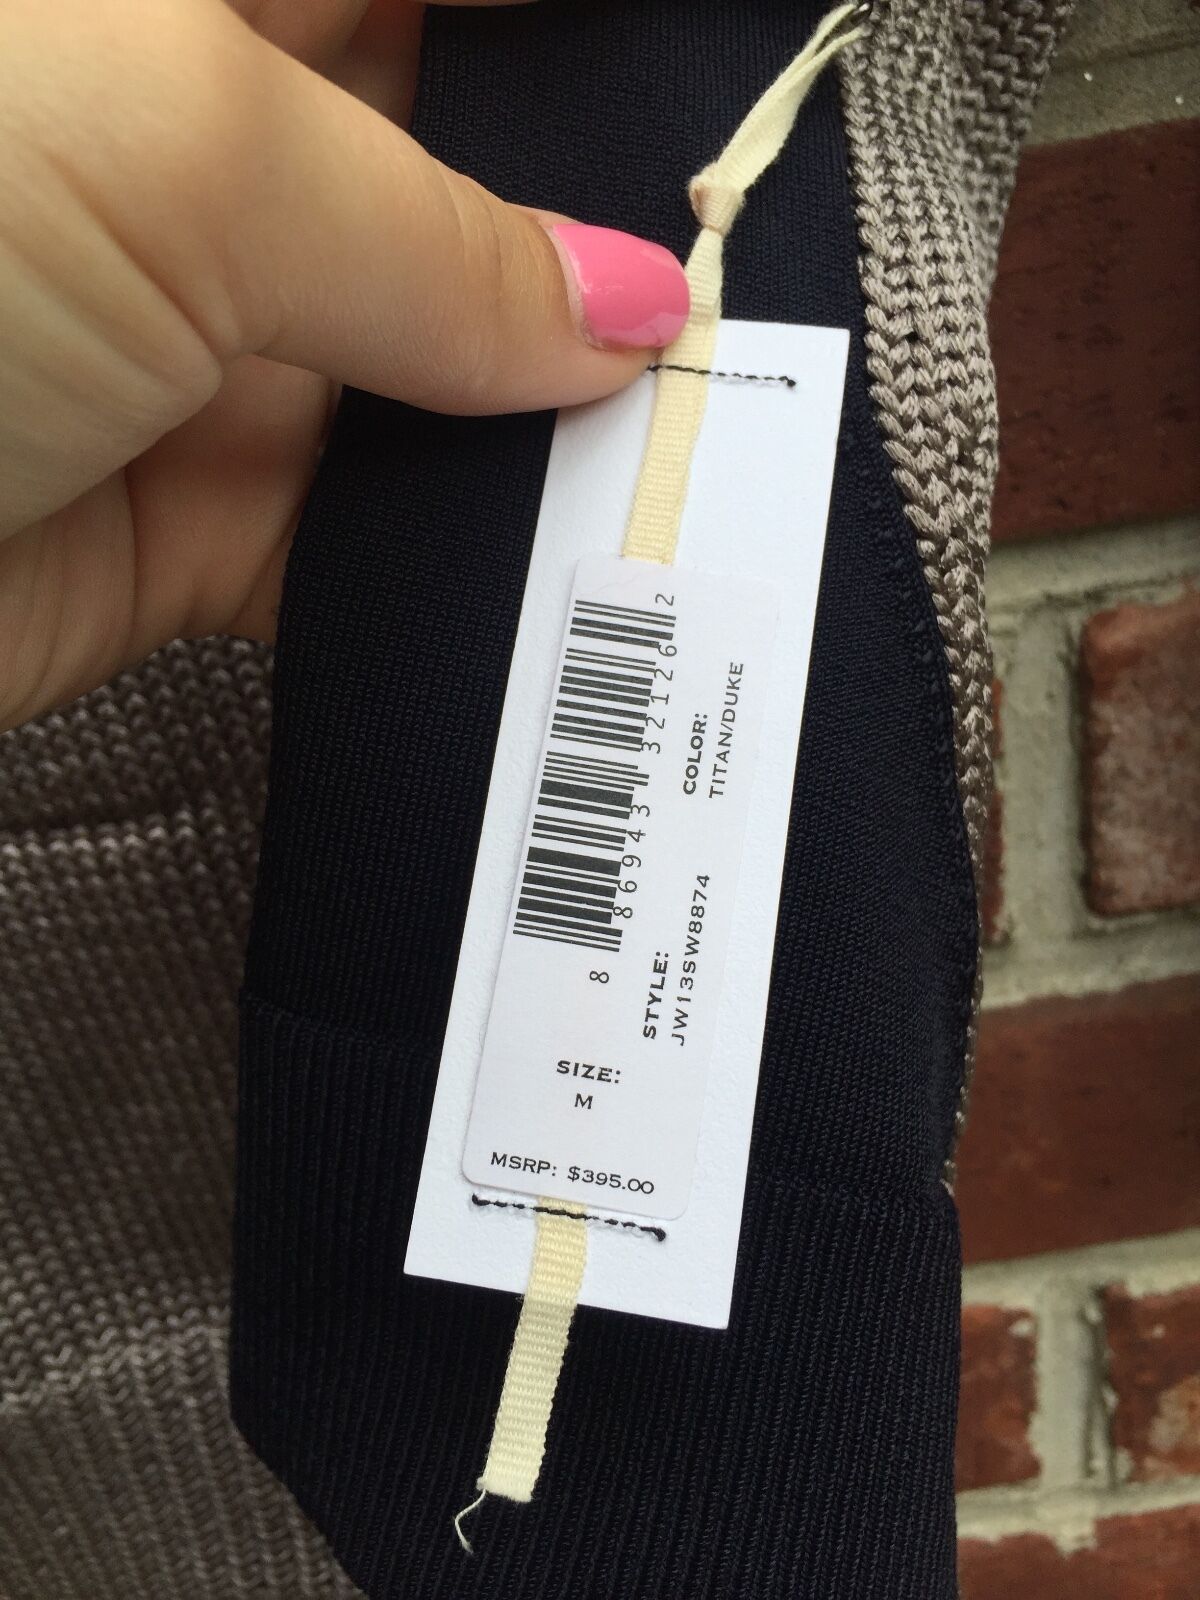 8 86943 32126 2
COLOR:
TITAN/DUKE
STYLE:
JW13SW8874
SIZE:
M
MSRP: $395.00